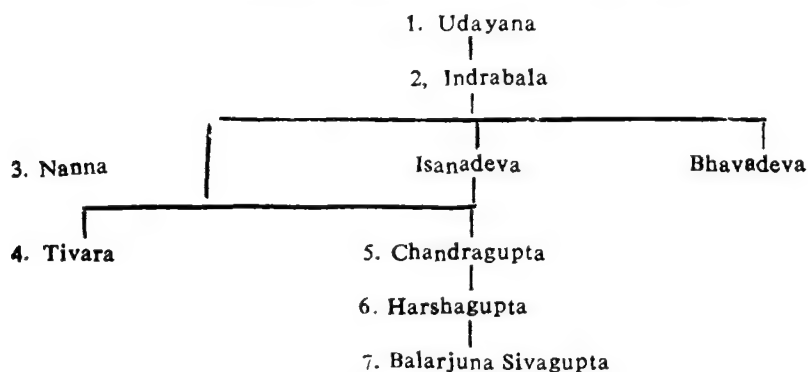 1. Udayana
2, Indrabala
3. Nanna Isanadeva Bhavadeva
4. Tivara 5. Chandragupta
6. Harshagupta
7. Balarjuna Sivagupta